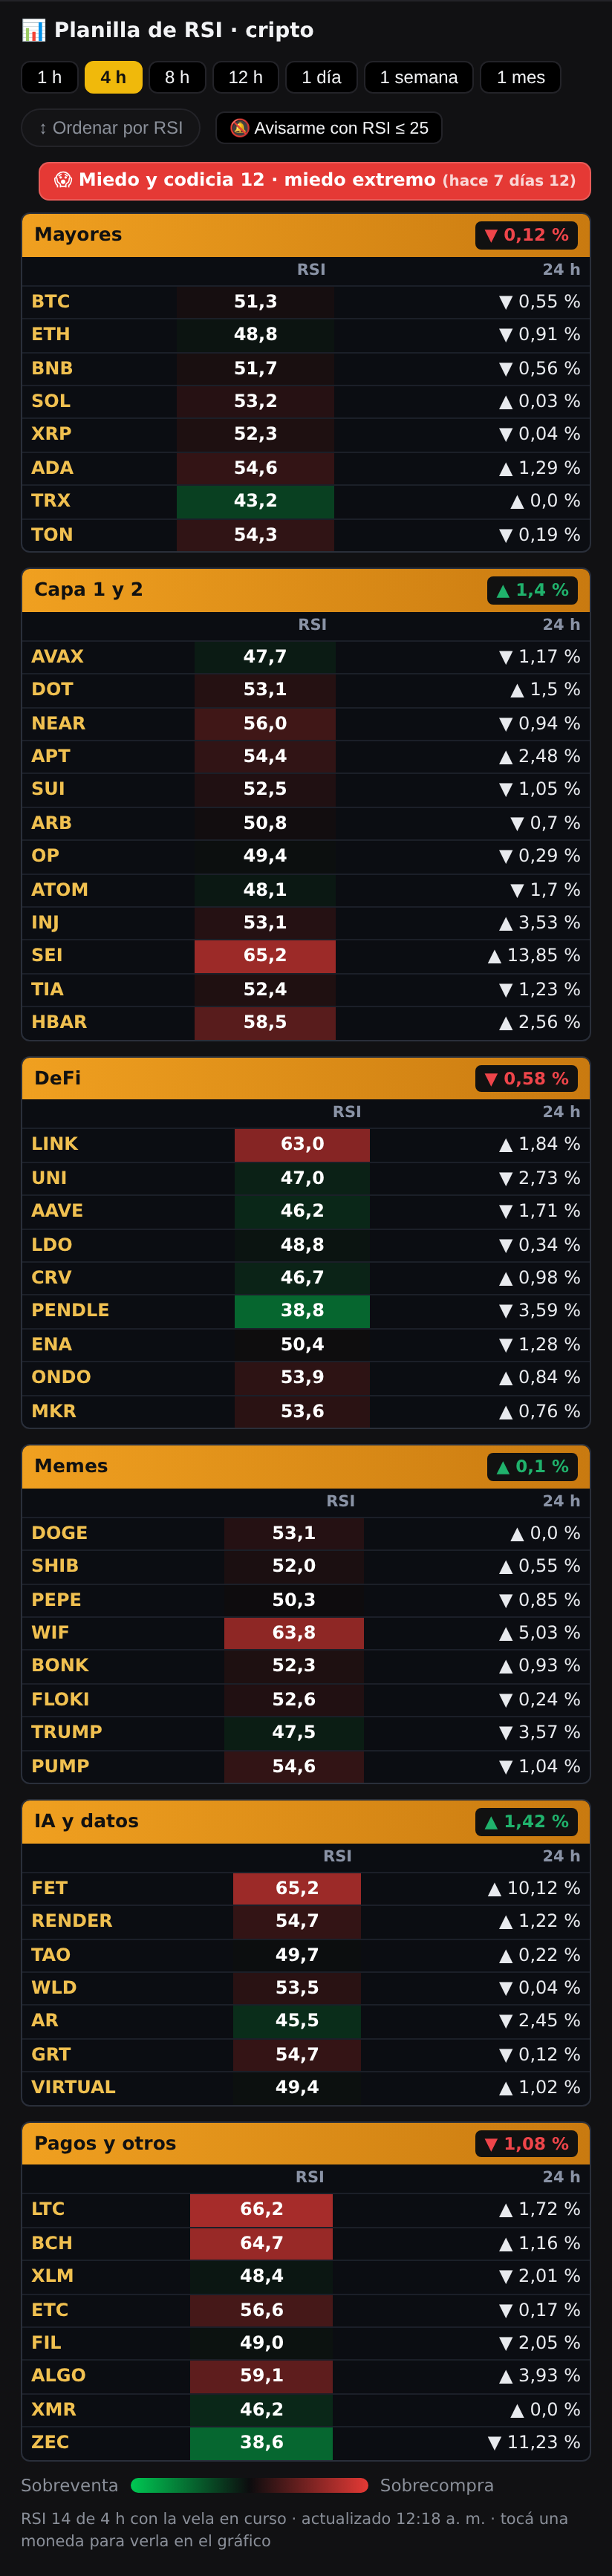 📊 Planilla de RSI · cripto
1 h 4 h 8 h 12 h 1 día 1 semana 1 mes
↕ Ordenar por RSI 🔕 Avisarme con RSI ≤ 25
😱 Miedo y codicia 12 · miedo extremo (hace 7 días 12)
Mayores ▼ 0,12 %
RSI 24 h
BTC 51,3 ▼ 0,55 %
ETH 48,8 ▼ 0,91 %
BNB 51,7 ▼ 0,56 %
SOL 53,2 ▲ 0,03 %
XRP 52,3 ▼ 0,04 %
ADA 54,6 ▲ 1,29 %
TRX 43,2 ▲ 0,0 %
TON 54,3 ▼ 0,19 %
Capa 1 y 2 ▲ 1,4 %
RSI 24 h
AVAX 47,7 ▼ 1,17 %
DOT 53,1 ▲ 1,5 %
NEAR 56,0 ▼ 0,94 %
APT 54,4 ▲ 2,48 %
SUI 52,5 ▼ 1,05 %
ARB 50,8 ▼ 0,7 %
OP 49,4 ▼ 0,29 %
ATOM 48,1 ▼ 1,7 %
INJ 53,1 ▲ 3,53 %
SEI 65,2 ▲ 13,85 %
TIA 52,4 ▼ 1,23 %
HBAR 58,5 ▲ 2,56 %
DeFi ▼ 0,58 %
RSI 24 h
LINK 63,0 ▲ 1,84 %
UNI 47,0 ▼ 2,73 %
AAVE 46,2 ▼ 1,71 %
LDO 48,8 ▼ 0,34 %
CRV 46,7 ▲ 0,98 %
PENDLE 38,8 ▼ 3,59 %
ENA 50,4 ▼ 1,28 %
ONDO 53,9 ▲ 0,84 %
MKR 53,6 ▲ 0,76 %
Memes ▲ 0,1 %
RSI 24 h
DOGE 53,1 ▲ 0,0 %
SHIB 52,0 ▲ 0,55 %
PEPE 50,3 ▼ 0,85 %
WIF 63,8 ▲ 5,03 %
BONK 52,3 ▲ 0,93 %
FLOKI 52,6 ▼ 0,24 %
TRUMP 47,5 ▼ 3,57 %
PUMP 54,6 ▼ 1,04 %
IA y datos ▲ 1,42 %
RSI 24 h
FET 65,2 ▲ 10,12 %
RENDER 54,7 ▲ 1,22 %
TAO 49,7 ▲ 0,22 %
WLD 53,5 ▼ 0,04 %
AR 45,5 ▼ 2,45 %
GRT 54,7 ▼ 0,12 %
VIRTUAL 49,4 ▲ 1,02 %
Pagos y otros ▼ 1,08 %
RSI 24 h
LTC 66,2 ▲ 1,72 %
BCH 64,7 ▲ 1,16 %
XLM 48,4 ▼ 2,01 %
ETC 56,6 ▼ 0,17 %
FIL 49,0 ▼ 2,05 %
ALGO 59,1 ▲ 3,93 %
XMR 46,2 ▲ 0,0 %
ZEC 38,6 ▼ 11,23 %
Sobreventa Sobrecompra
RSI 14 de 4 h con la vela en curso · actualizado 12:18 a. m. · tocá una
moneda para verla en el gráfico